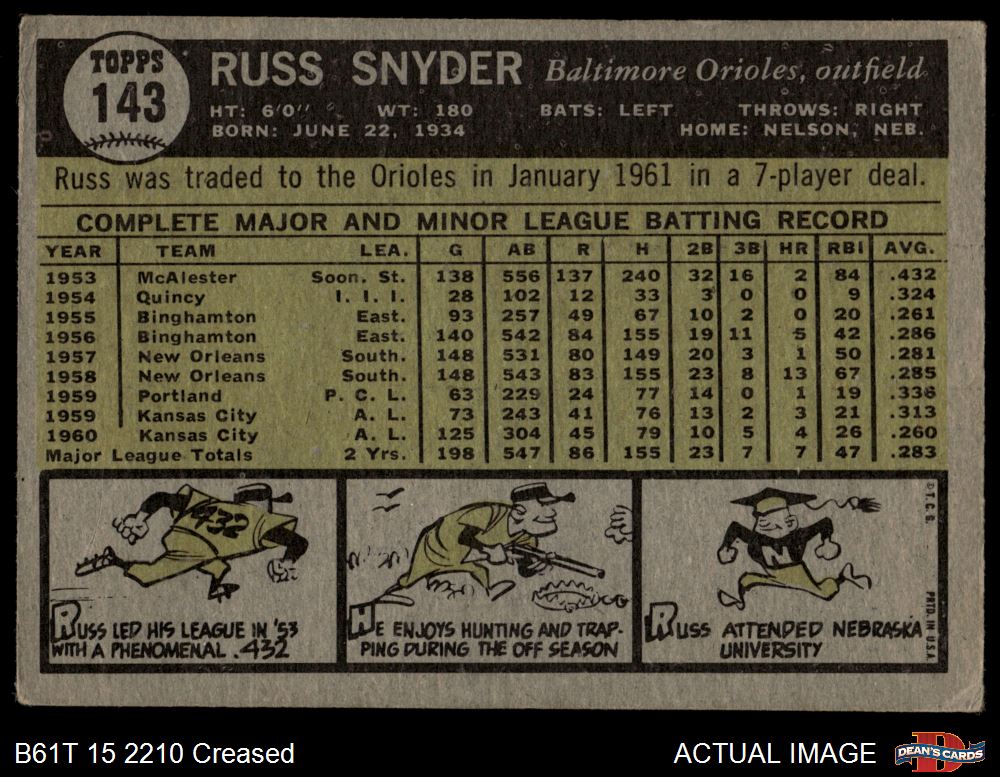 TOPPS
143
RUSS SNYDER Baltimore Orioles, outfield
HT: 6'0" WT: 180 BATS: LEFT THROWS: RIGHT
BORN: JUNE 22, 1934 HOME: NELSON, NEB.
Russ was traded to the Orioles in January 1961 in a 7-player deal.
COMPLETE MAJOR AND MINOR LEAGUE BATTING RECORD
YEAR TEAM LEA. G AB R H 2B 3B HR RBI AVG.
1953 McAlester Soon. St. 138 556 137 240 32 16 2 84 .432
1954 Quincy I. I. I. 28 102 12 33 3 0 0 9 .324
1955 Binghamton East. 93 257 49 67 10 2 0 20 .261
1956 Binghamton East. 140 542 84 155 19 11 5 42 .286
1957 New Orleans South. 148 531 80 149 20 3 1 50 .281
1958 New Orleans South. 148 543 83 155 23 8 13 67 .285
1959 Portland P. C. L. 63 229 24 77 14 0 1 19 .336
1959 Kansas City A. L. 73 243 41 76 13 2 3 21 .313
1960 Kansas City A. L. 125 304 45 79 10 5 4 26 .260
Major League Totals 2 Yrs. 198 547 86 155 23 7 7 47 .283
.432
RUSS LED HIS LEAGUE IN '53
WITH A PHENOMENAL .432
HE ENJOYS HUNTING AND TRAP-
PING DURING THE OFF SEASON
N
RUSS ATTENDED NEBRASKA
UNIVERSITY
© T. C. G. PRTD. IN U.S.A.
B61T 15 2210 Creased
ACTUAL IMAGE
DEAN'S CARDS